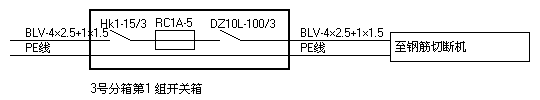 Hk1-15/3 RC1A-5 DZ10L-100/3
BLV-4×2.5+1×1.5 BLV-4×2.5+1×1.5
PE线 PE线 至钢筋切断机
3号分箱第1 组开关箱